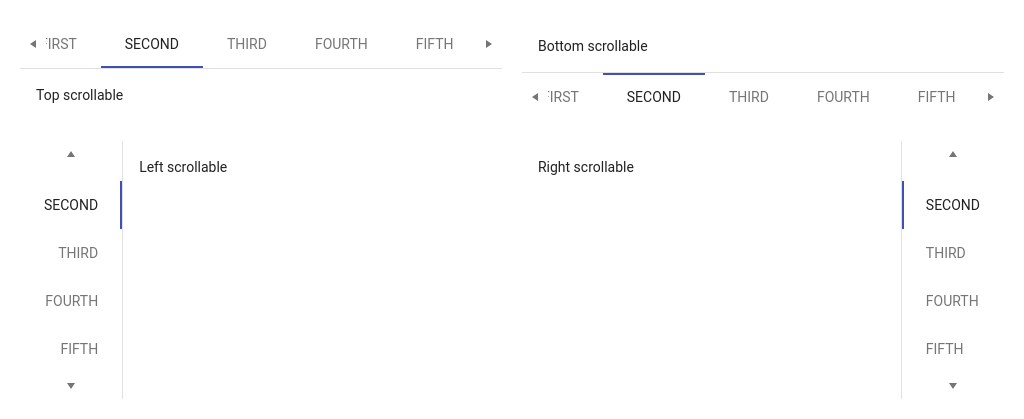 IRST SECOND THIRD FOURTH FIFTH
Top scrollable
Bottom scrollable
IRST SECOND THIRD FOURTH FIFTH
Left scrollable
SECOND
THIRD
FOURTH
FIFTH
Right scrollable
SECOND
THIRD
FOURTH
FIFTH